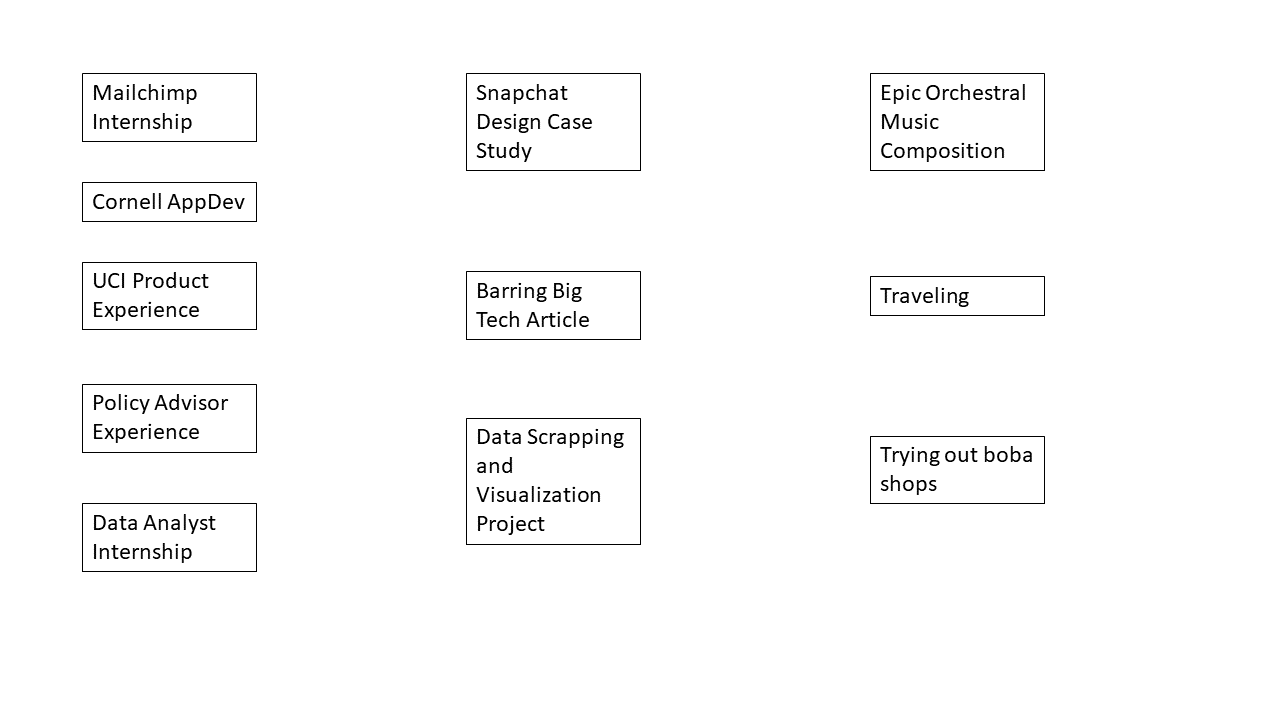 Mailchimp
Internship
Cornell AppDev
UCI Product
Experience
Policy Advisor
Experience
Data Analyst
Internship
Snapchat
Design Case
Study
Barring Big
Tech Article
Data Scrapping
and
Visualization
Project
Epic Orchestral
Music
Composition
Traveling
Trying out boba
shops